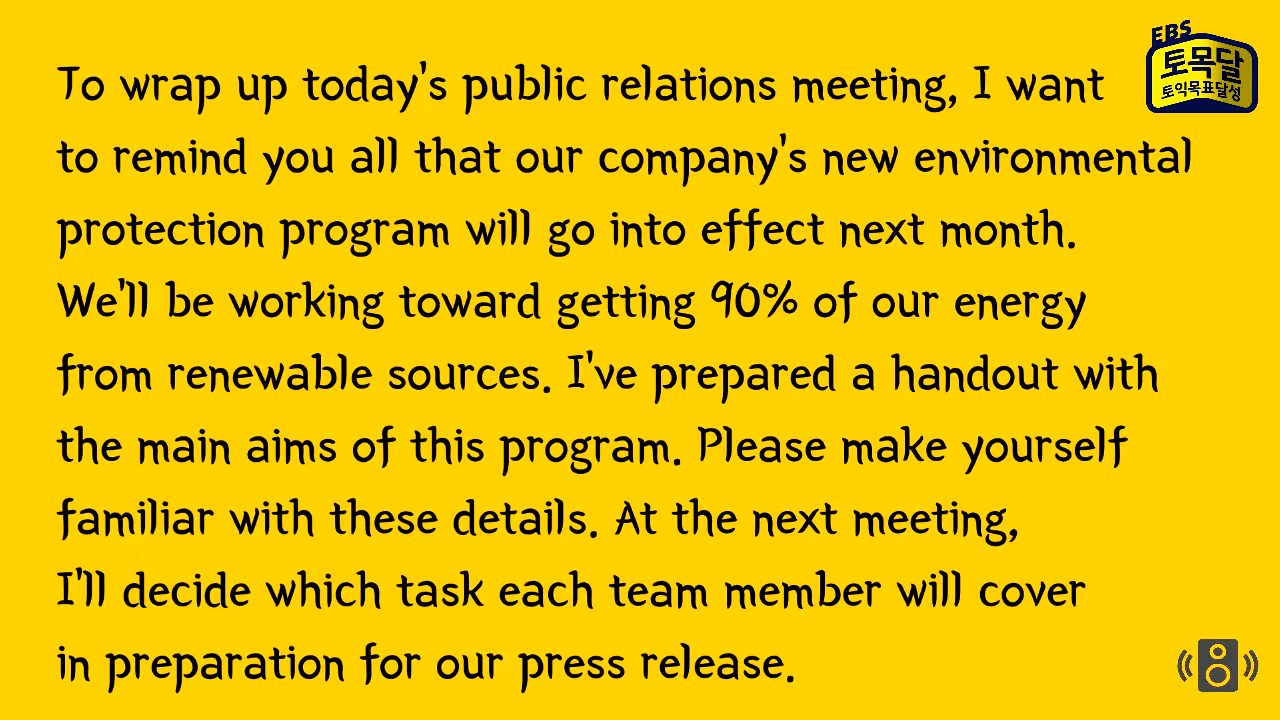 EBS
토목달
토익목표달성
To wrap up today's public relations meeting, I want
to remind you all that our company's new environmental
protection program will go into effect next month.
We'll be working toward getting 90% of our energy
from renewable sources. I've prepared a handout with
the main aims of this program. Please make yourself
familiar with these details. At the next meeting,
I'll decide which task each team member will cover
in preparation for our press release.